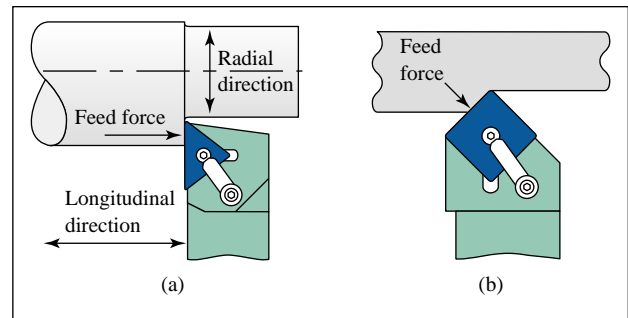 Radial
direction
Feed force
Longitudinal
direction
(a)
Feed
force
(b)